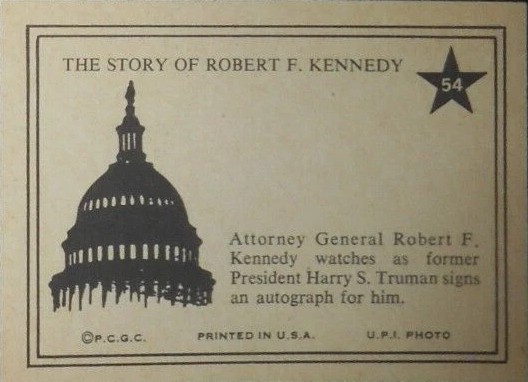 THE STORY OF ROBERT F. KENNEDY
54
Attorney General Robert F.
Kennedy watches as former
President Harry S. Truman signs
an autograph for him.
©P.C.G.C. PRINTED IN U.S.A. U.P.I. PHOTO